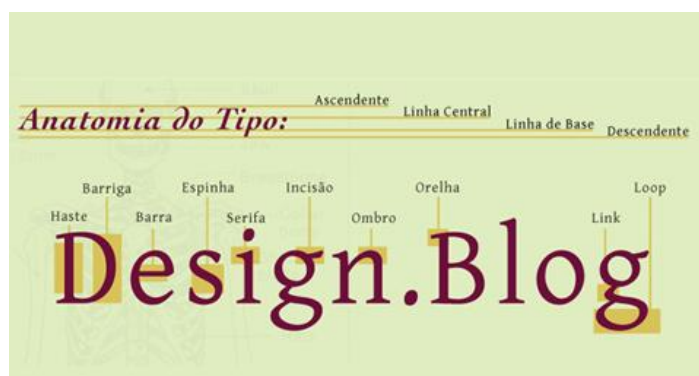 Anatomia do Tipo:
Ascendente
Linha Central
Linha de Base
Descendente
Barriga Espinha Incisão Orelha Loop
Haste Barra Serifa Ombro Link
Design.Blog